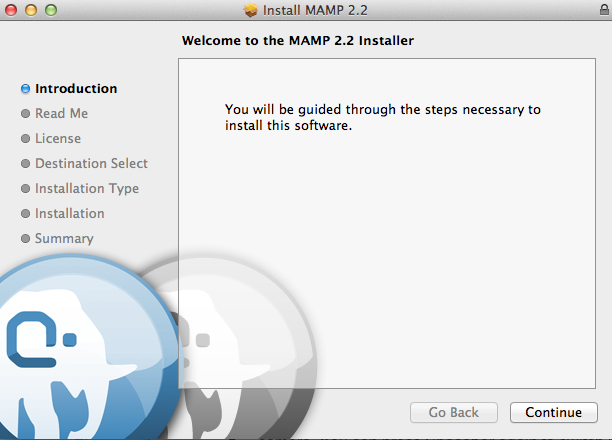 Install MAMP 2.2
Welcome to the MAMP 2.2 Installer
Introduction
Read Me
License
Destination Select
Installation Type
Installation
Summary
You will be guided through the steps necessary to
install this software.
Go Back
Continue